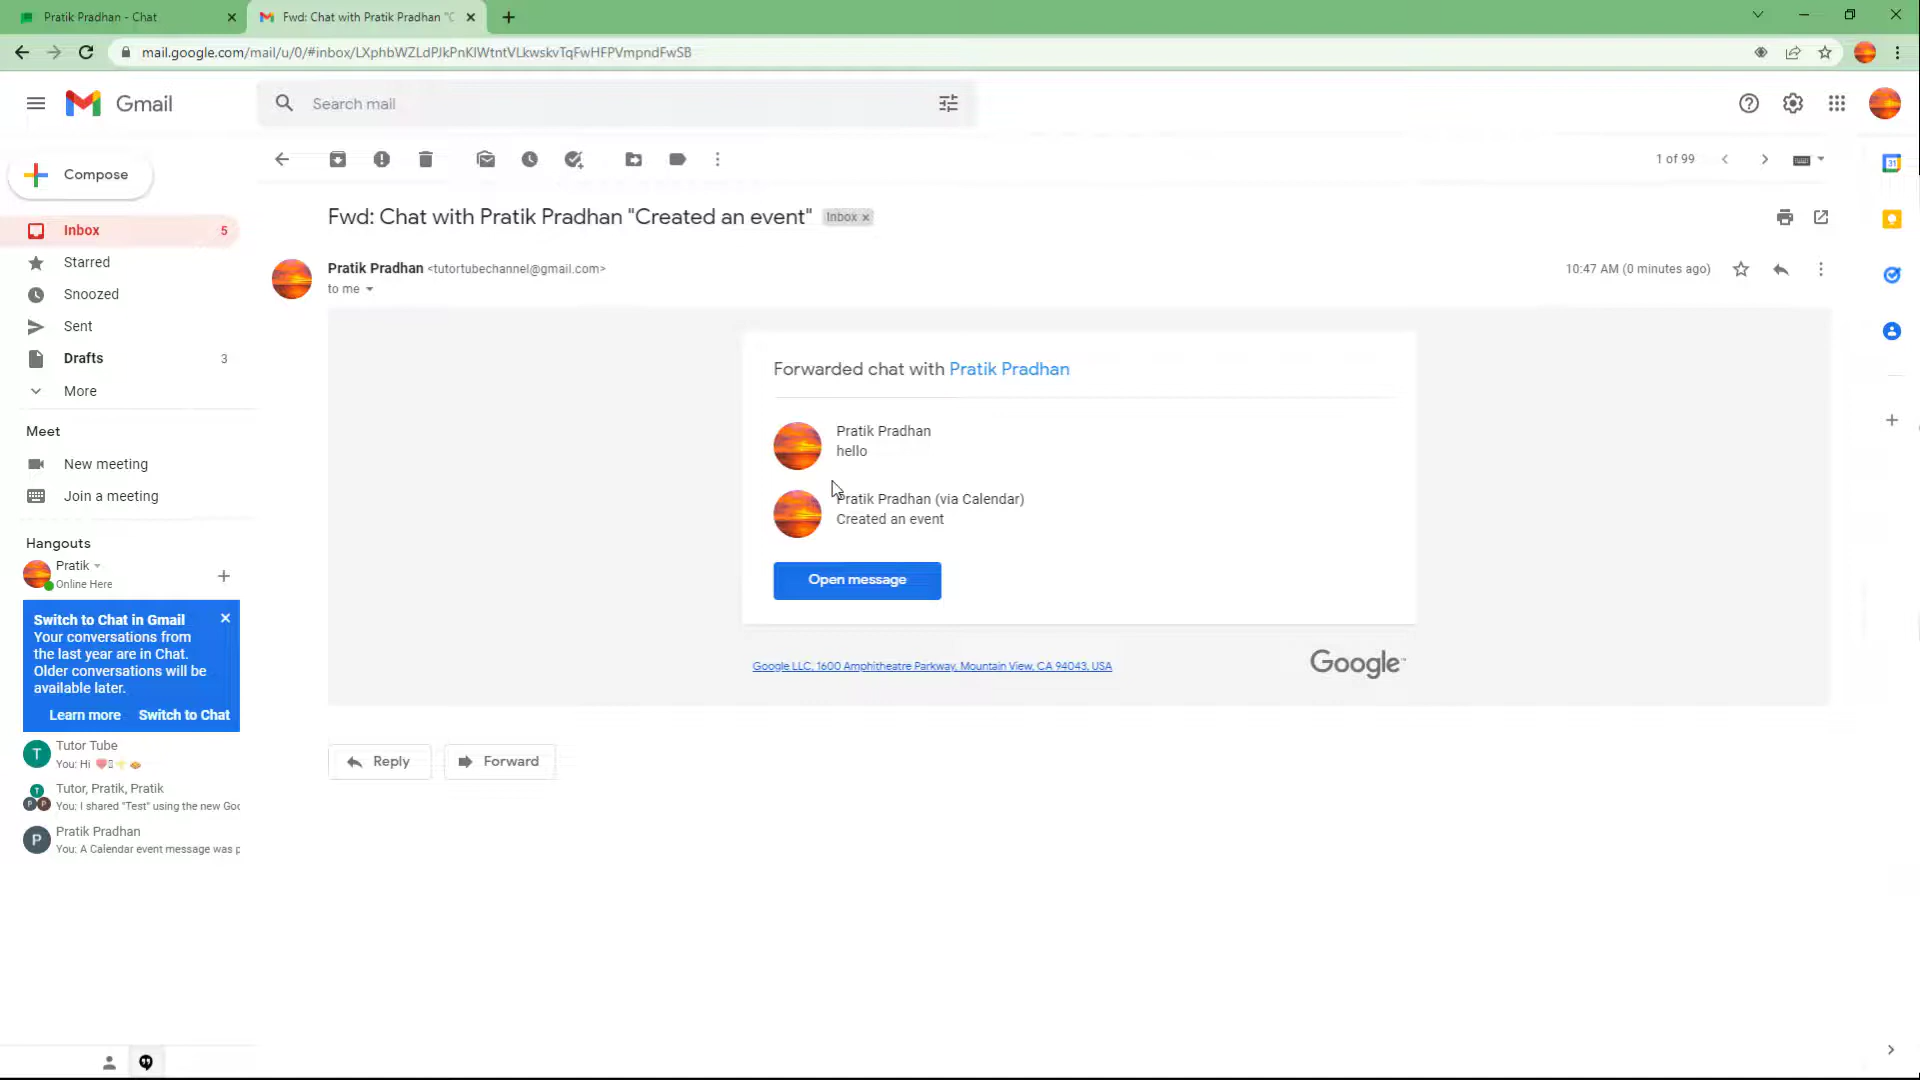 Pratik Pradhan - Chat
Fwd: Chat with Pratik Pradhan "C
mail.google.com/mail/u/0/#inbox/LXphbWZLdPJkPnKlWtntVLkwskvTqFwHFPVmpndFwSB
Gmail
Search mail
Compose
1 of 99
Inbox 5
Starred
Snoozed
Sent
Drafts 3
More
Meet
New meeting
Join a meeting
Hangouts
Pratik
Online Here
Switch to Chat in Gmail
Your conversations from
the last year are in Chat.
Older conversations will be
available later.
Learn more Switch to Chat
T Tutor Tube
You: Hi
Tutor, Pratik, Pratik
You: I shared "Test" using the new Goo
P Pratik Pradhan
You: A Calendar event message was p
Fwd: Chat with Pratik Pradhan "Created an event" Inbox x
Pratik Pradhan <tutortubechannel@gmail.com>
10:47 AM (0 minutes ago)
to me
Forwarded chat with Pratik Pradhan
Pratik Pradhan
hello
Pratik Pradhan (via Calendar)
Created an event
Open message
Google LLC, 1600 Amphitheatre Parkway, Mountain View, CA 94043, USA
Google
Reply
Forward
31